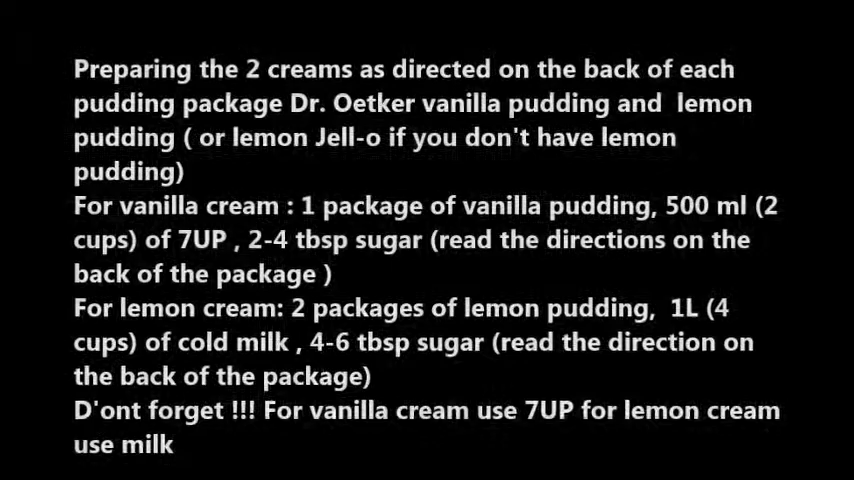 Preparing the 2 creams as directed on the back of each
pudding package Dr. Oetker vanilla pudding and  lemon
pudding ( or lemon Jell-o if you don't have lemon
pudding)
For vanilla cream : 1 package of vanilla pudding, 500 ml (2
cups) of 7UP , 2-4 tbsp sugar (read the directions on the
back of the package )
For lemon cream: 2 packages of lemon pudding,  1L (4
cups) of cold milk , 4-6 tbsp sugar (read the direction on
the back of the package)
D'ont forget !!! For vanilla cream use 7UP for lemon cream
use milk